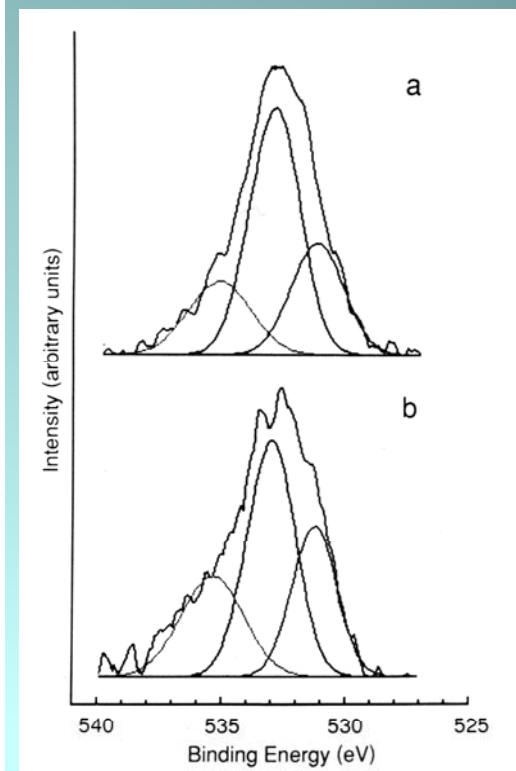 a
b
Intensity (arbitrary units)
540 535 530 525
Binding Energy (eV)